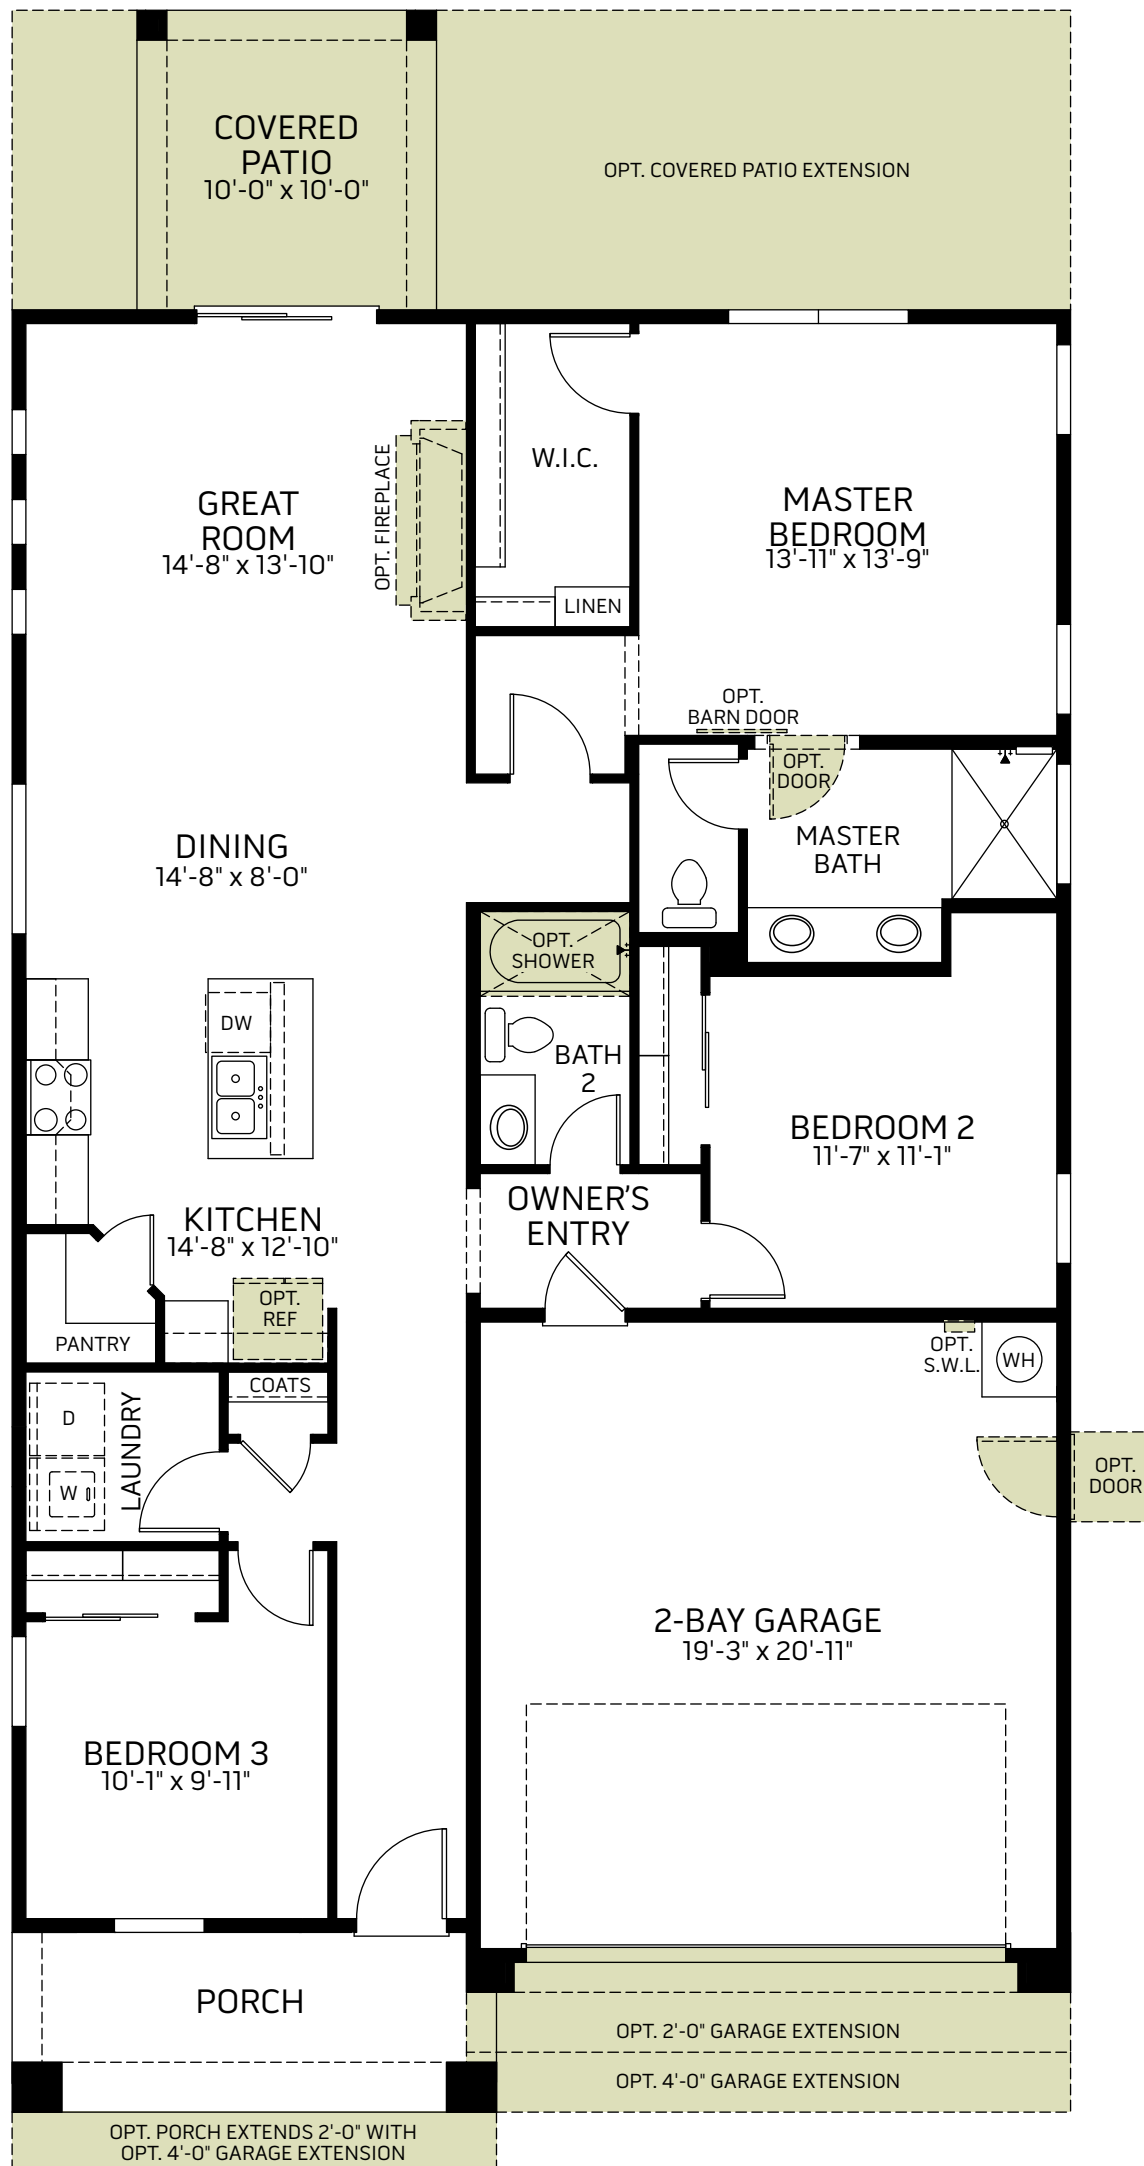 COVERED
PATIO
10'-0" x 10'-0"
OPT. COVERED PATIO EXTENSION
GREAT
ROOM
14'-8" x 13'-10"
OPT. FIREPLACE
W.I.C.
LINEN
MASTER
BEDROOM
13'-11" x 13'-9"
OPT.
BARN DOOR
OPT.
DOOR
MASTER
BATH
DINING
14'-8" x 8'-0"
OPT.
SHOWER
DW
BATH
2
BEDROOM 2
11'-7" x 11'-1"
OWNER'S
ENTRY
KITCHEN
14'-8" x 12'-10"
OPT.
REF
PANTRY
COATS
OPT.
S.W.L.
WH
D
W
LAUNDRY
OPT.
DOOR
2-BAY GARAGE
19'-3" x 20'-11"
BEDROOM 3
10'-1" x 9'-11"
PORCH
OPT. 2'-0" GARAGE EXTENSION
OPT. 4'-0" GARAGE EXTENSION
OPT. PORCH EXTENDS 2'-0" WITH
OPT. 4'-0" GARAGE EXTENSION